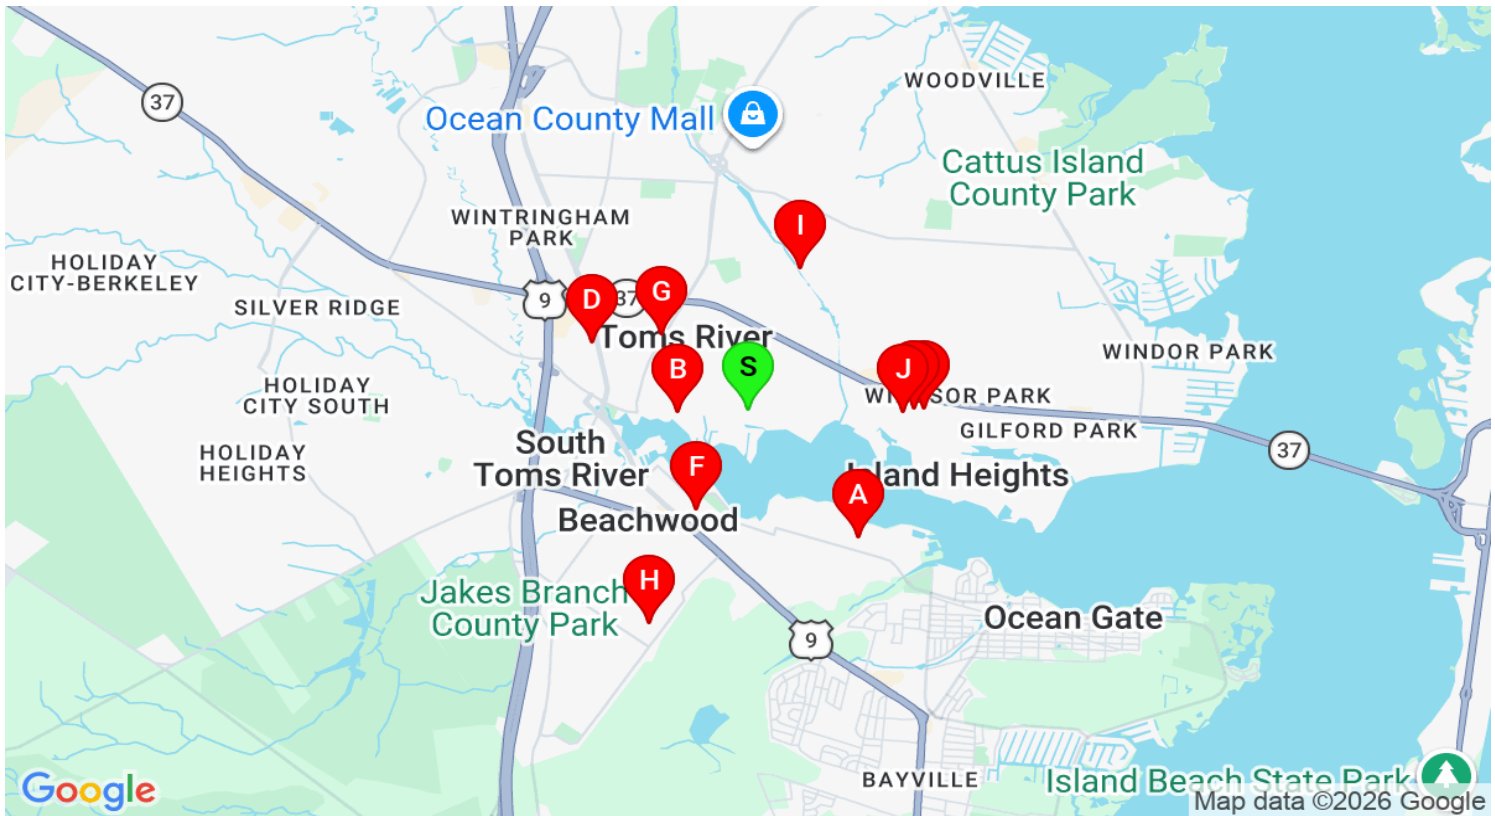 WOODVILLE
37
Ocean County Mall
Cattus Island
County Park
WINTRINGHAM
PARK
I
HOLIDAY
CITY-BERKELEY
SILVER RIDGE
9
D
37
G
Toms River
WINDOR PARK
B
S
J
HOLIDAY
CITY SOUTH
GILFORD PARK
HOLIDAY
HEIGHTS
South
Toms River
F
Island Heights
37
A
Beachwood
H
Jakes Branch
County Park
Ocean Gate
9
BAYVILLE
Island Beach State Park
Google
Map data ©2026 Google